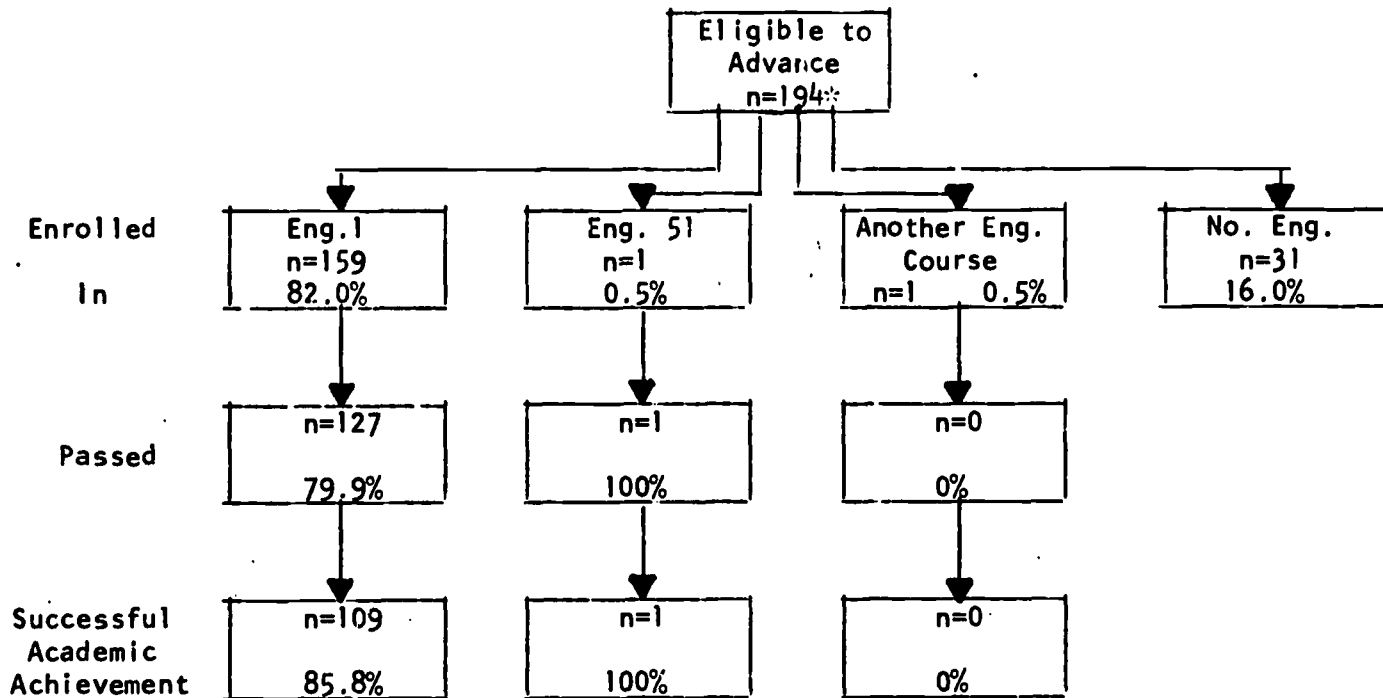 Eligible to
Advance
n=194*
Enrolled
In
Eng.1
n=159
82.0%
Eng. 51
n=1
0.5%
Another Eng.
Course
n=1 0.5%
No. Eng.
n=31
16.0%
Passed
n=127
79.9%
n=1
100%
n=0
0%
Successful
Academic
Achievement
n=109
85.8%
n=1
100%
n=0
0%